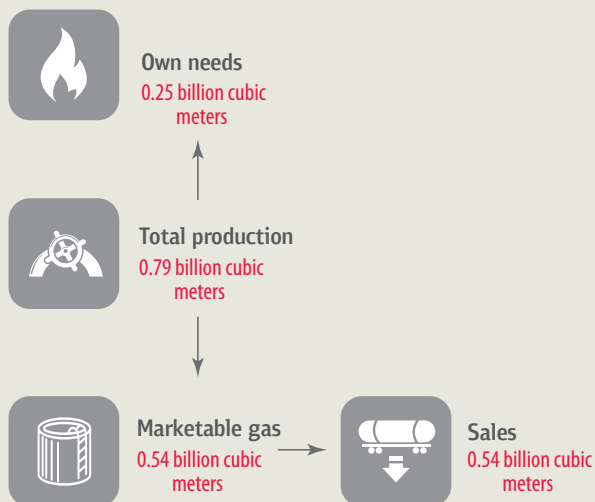 Own needs
0.25 billion cubic
meters
Total production
0.79 billion cubic
meters
Marketable gas
0.54 billion cubic
meters
Sales
0.54 billion cubic
meters